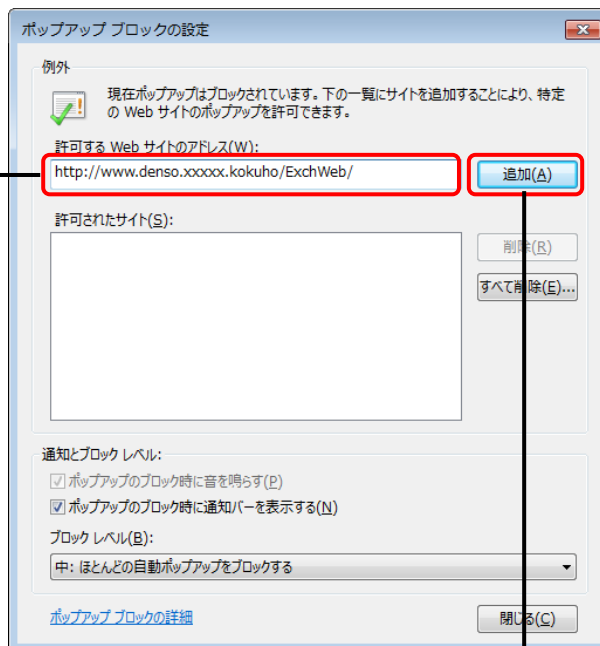 ポップアップ ブロックの設定
例外
現在ポップアップはブロックされています。下の一覧にサイトを追加することにより、特定
の Web サイトのポップアップを許可できます。
許可する Web サイトのアドレス(W):
http://www.denso.xxxxx.kokuho/ExchWeb/
追加(A)
許可されたサイト(S):
削除(R)
すべて削除(E)...
通知とブロック レベル:
ポップアップのブロック時に音を鳴らす(P)
ポップアップのブロック時に通知バーを表示する(N)
ブロック レベル(B):
中: ほとんどの自動ポップアップをブロックする
ポップアップ ブロックの詳細
閉じる(C)